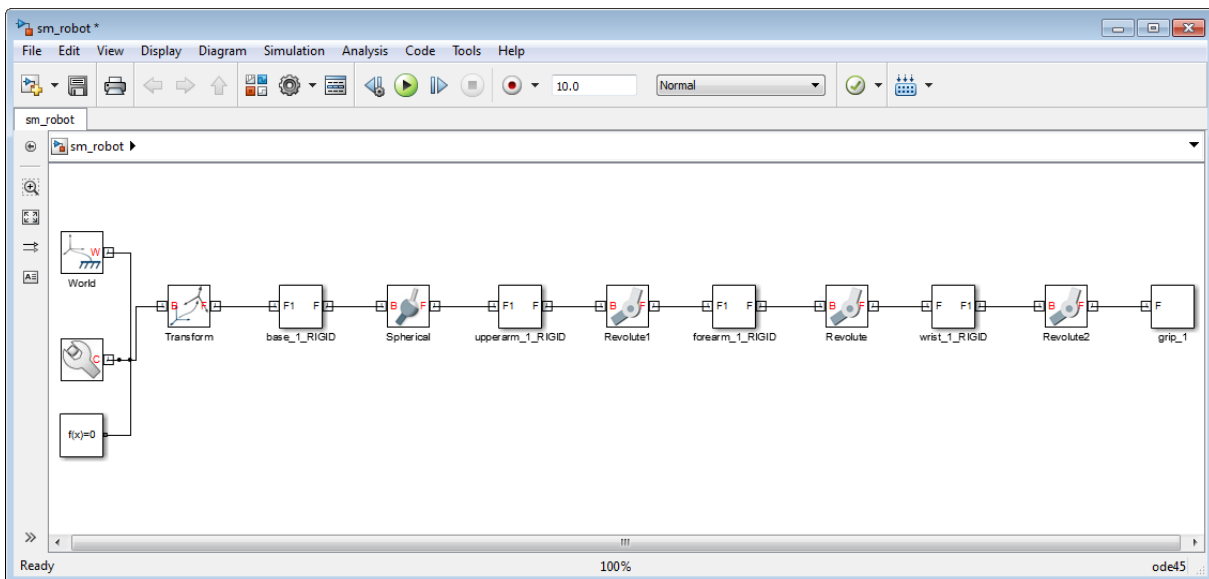 sm_robot *
File Edit View Display Diagram Simulation Analysis Code Tools Help
10.0 Normal
sm_robot
sm_robot
W
World
C
f(x)=0
B F
Transform
F1 F
base_1_RIGID
B F
Spherical
F1 F
upperarm_1_RIGID
B F
Revolute1
F1 F
forearm_1_RIGID
B F
Revolute
F F1
wrist_1_RIGID
B F
Revolute2
F
grip_1
Ready 100% ode45